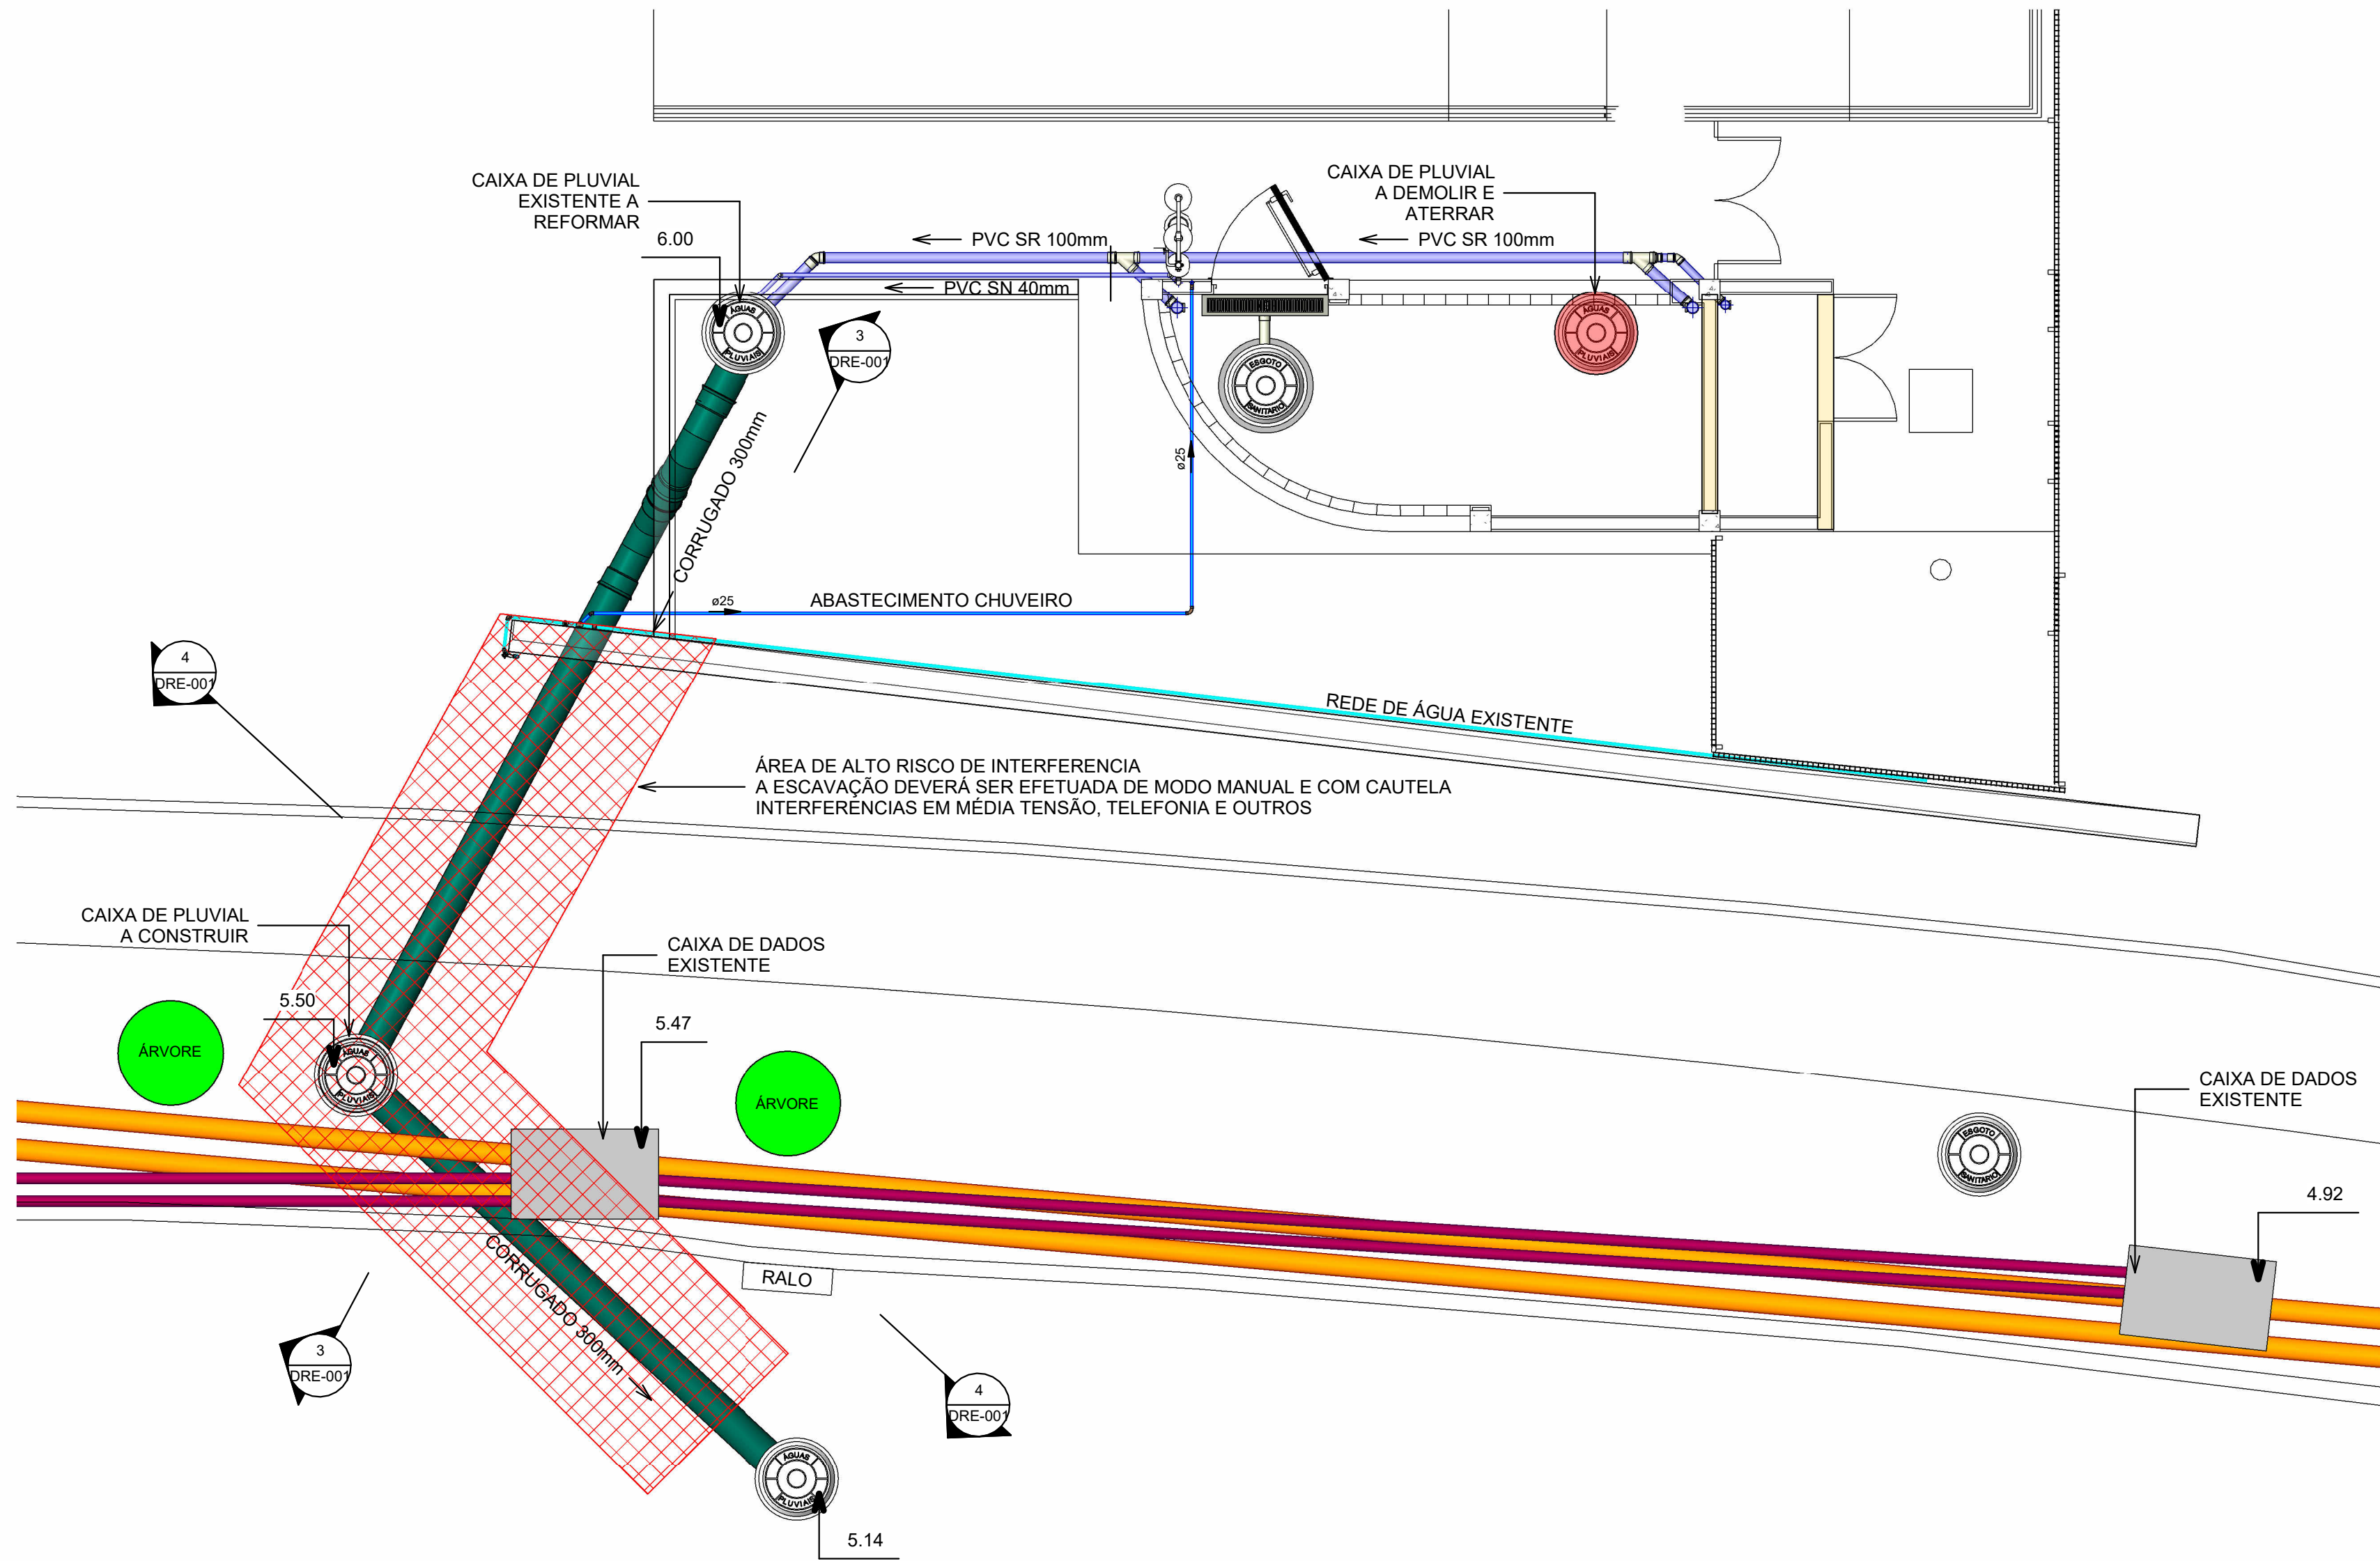 CAIXA DE PLUVIAL
EXISTENTE A
REFORMAR
6.00
CAIXA DE PLUVIAL
A DEMOLIR E
ATERRAR
PVC SR 100mm
PVC SR 100mm
PVC SN 40mm
ÁGUAS
PLUVIAIS
3
DRE-001
ESGOTO
SANITÁRIO
ÁGUAS
PLUVIAIS
CORRUGADO 300mm
ø25
ø25
ABASTECIMENTO CHUVEIRO
4
DRE-001
REDE DE ÁGUA EXISTENTE
ÁREA DE ALTO RISCO DE INTERFERENCIA
A ESCAVAÇÃO DEVERÁ SER EFETUADA DE MODO MANUAL E COM CAUTELA
INTERFERÊNCIAS EM MÉDIA TENSÃO, TELEFONIA E OUTROS
CAIXA DE PLUVIAL
A CONSTRUIR
CAIXA DE DADOS
EXISTENTE
5.50
5.47
ÁRVORE
ÁGUAS
PLUVIAIS
ÁRVORE
CAIXA DE DADOS
EXISTENTE
ESGOTO
SANITÁRIO
4.92
CORRUGADO 300mm
RALO
3
DRE-001
4
DRE-001
ÁGUAS
PLUVIAIS
5.14